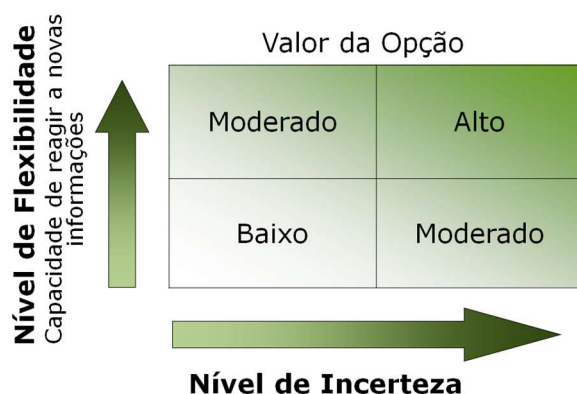 Valor da Opção
Nível de Flexibilidade
Capacidade de reagir a novas
informações
Moderado
Alto
Baixo
Moderado
Nível de Incerteza